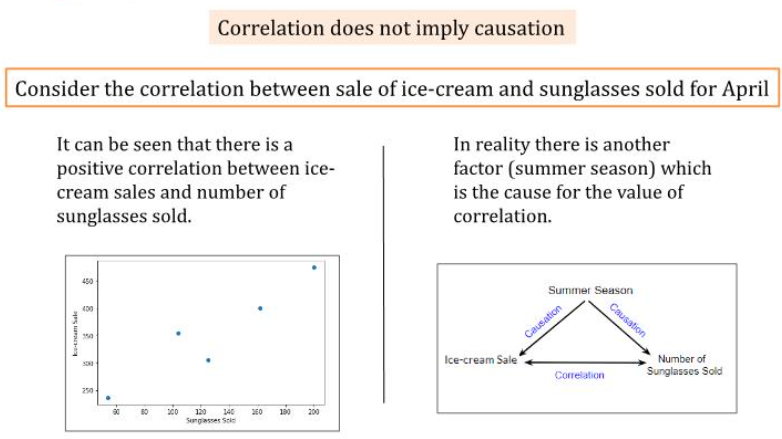 Correlation does not imply causation
Consider the correlation between sale of ice-cream and sunglasses sold for April
It can be seen that there is a
positive correlation between ice-
cream sales and number of
sunglasses sold.
In reality there is another
factor (summer season) which
is the cause for the value of
correlation.
450
400
350
300
250
Ice-cream Sale
60 80 100 120 140 160 180 200
Sunglasses Sold
Summer Season
Causation
Causation
Ice-cream Sale
Number of
Sunglasses Sold
Correlation